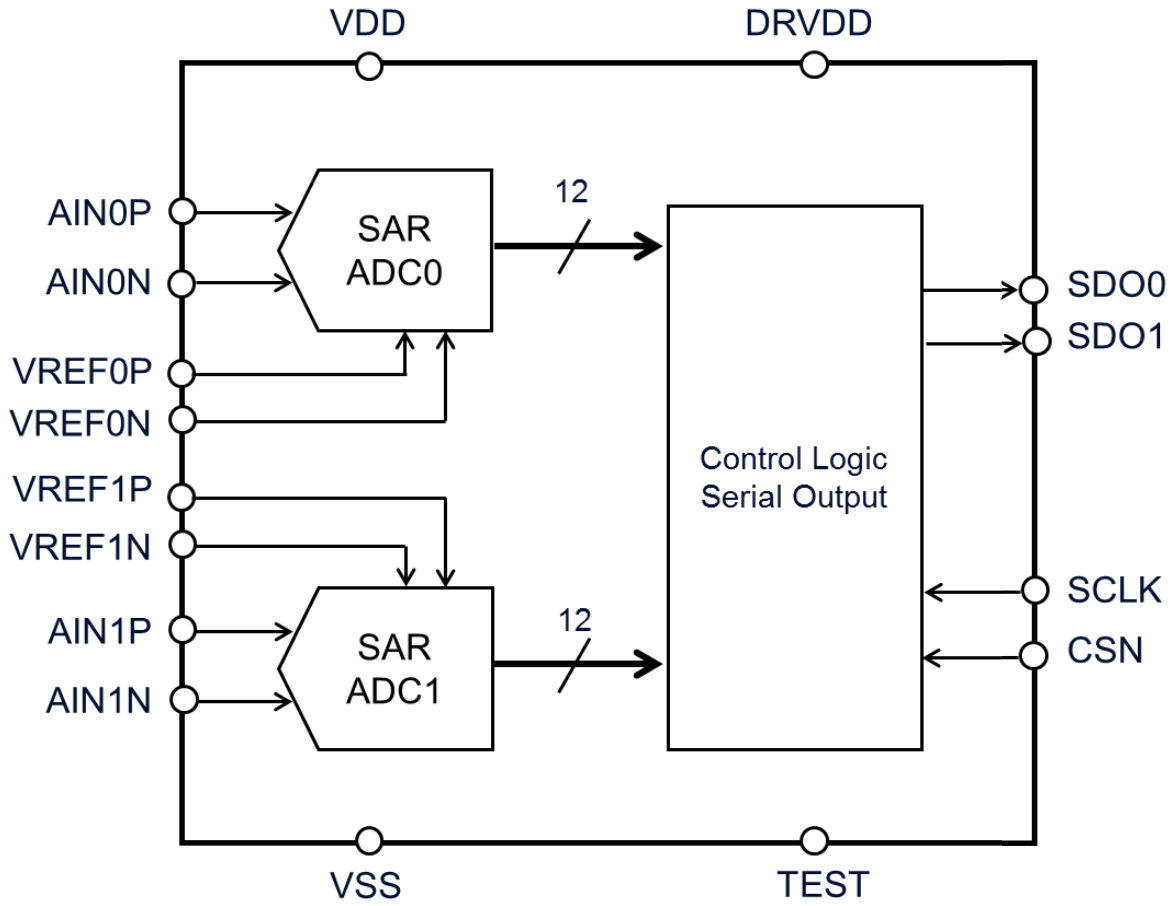 VDD
DRVDD
AIN0P
AIN0N
VREF0P
VREF0N
VREF1P
VREF1N
AIN1P
AIN1N
SAR
ADC0
12
SAR
ADC1
12
Control Logic
Serial Output
SDO0
SDO1
SCLK
CSN
VSS
TEST